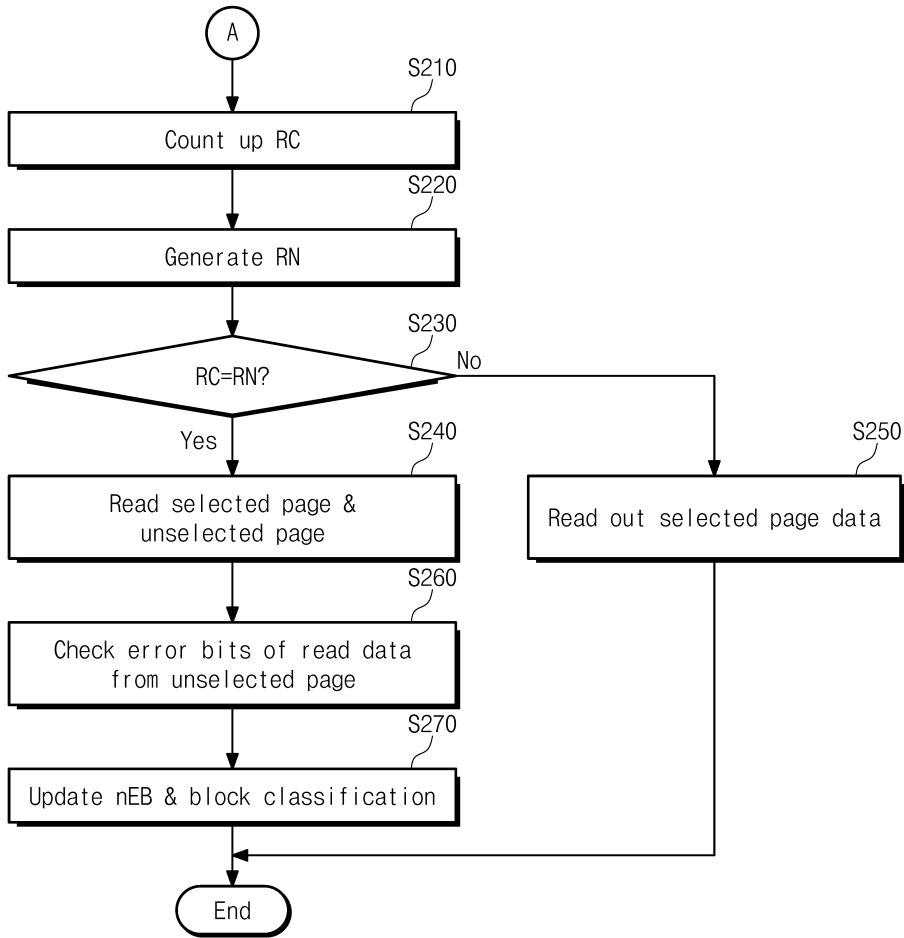 A
S210
Count up RC
S220
Generate RN
S230
RC=RN?
No
Yes
S240
Read selected page &
unselected page
S250
Read out selected page data
S260
Check error bits of read data
from unselected page
S270
Update nEB & block classification
End